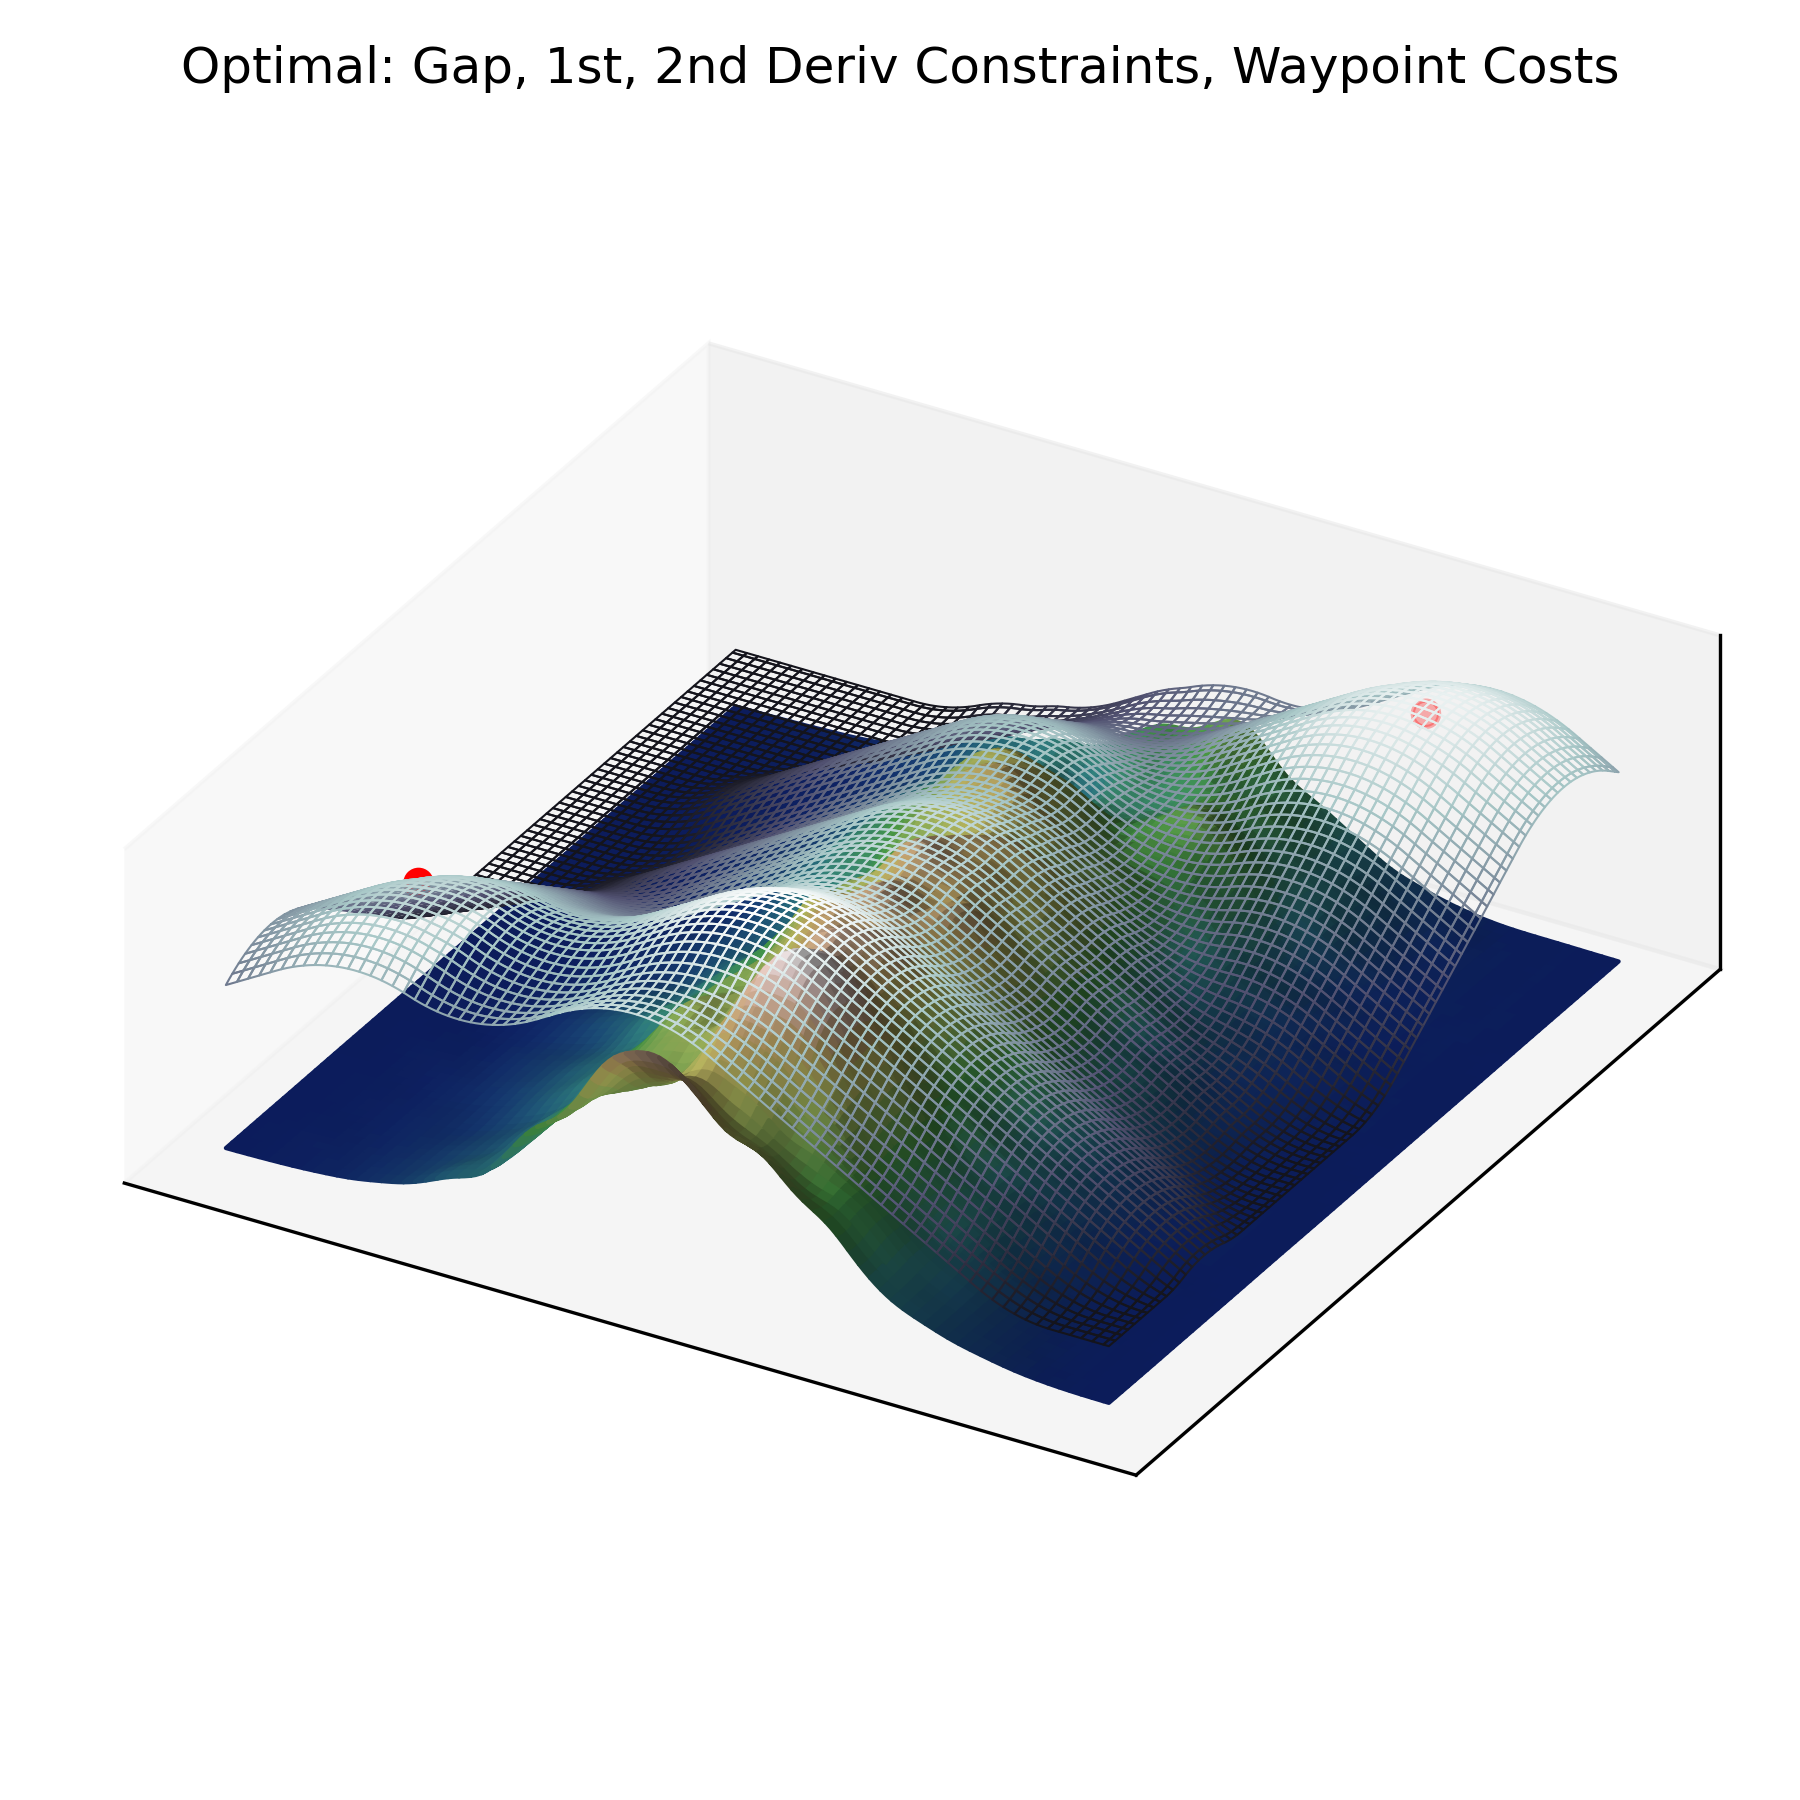 Optimal: Gap, 1st, 2nd Deriv Constraints, Waypoint Costs